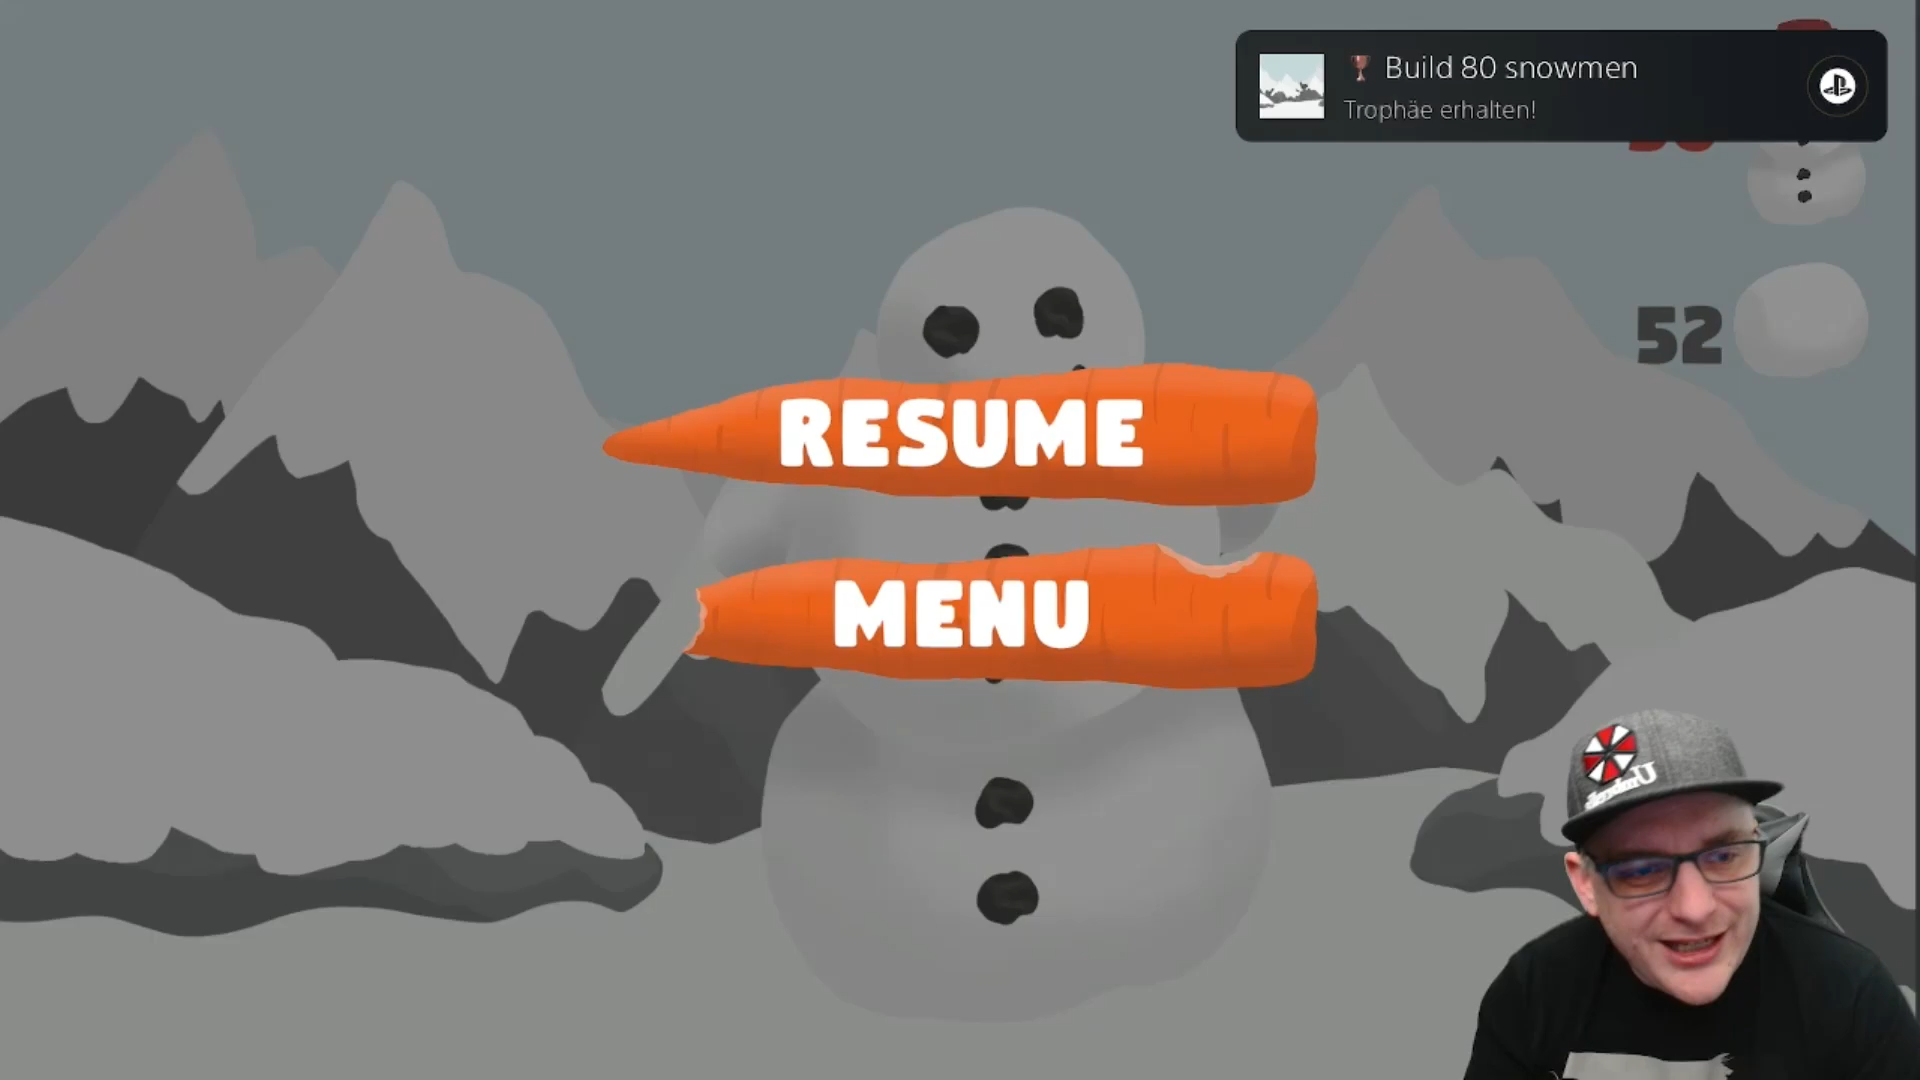 Build 80 snowmen
Trophäe erhalten!
52
RESUME
MENU